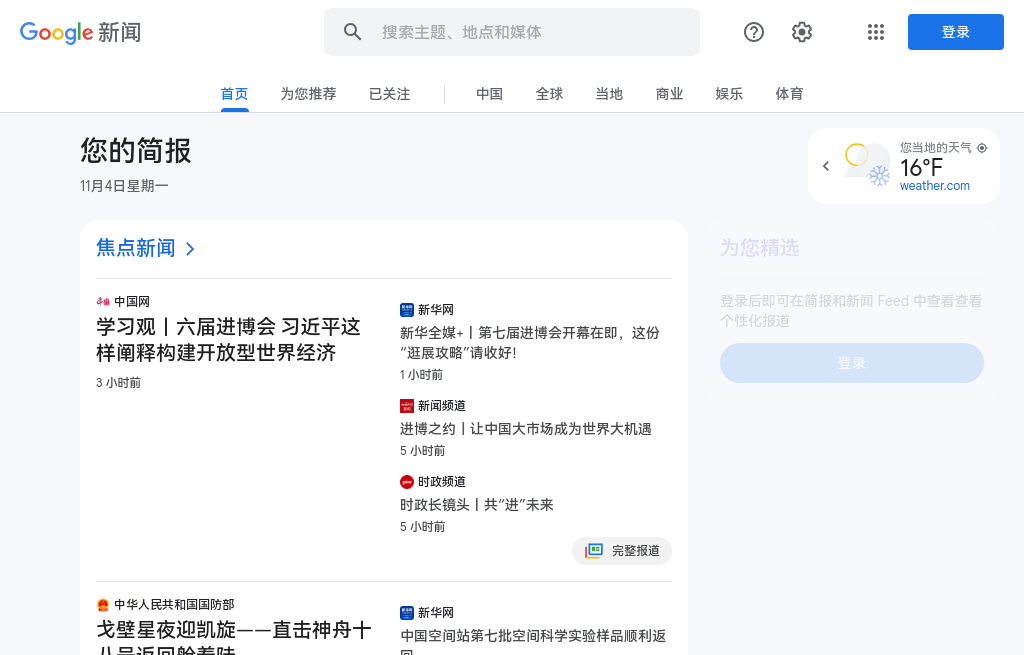 Google 新闻
搜索主题、地点和媒体
登录
首页 为您推荐 已关注 中国 全球 当地 商业 娱乐 体育
您的简报
11月4日星期一
您当地的天气
16°F
weather.com
焦点新闻
中国网
学习观丨六届进博会 习近平这
样阐释构建开放型世界经济
3 小时前
新华网
新华全媒+丨第七届进博会开幕在即，这份
“逛展攻略”请收好！
1 小时前
新闻频道
进博之约丨让中国大市场成为世界大机遇
5 小时前
时政频道
时政长镜头丨共“进”未来
5 小时前
完整报道
为您精选
登录后即可在简报和新闻 Feed 中查看查看
个性化报道
登录
中华人民共和国国防部
戈壁星夜迎凯旋——直击神舟十
八号返回舱着陆
新华网
中国空间站第七批空间科学实验样品顺利返
回